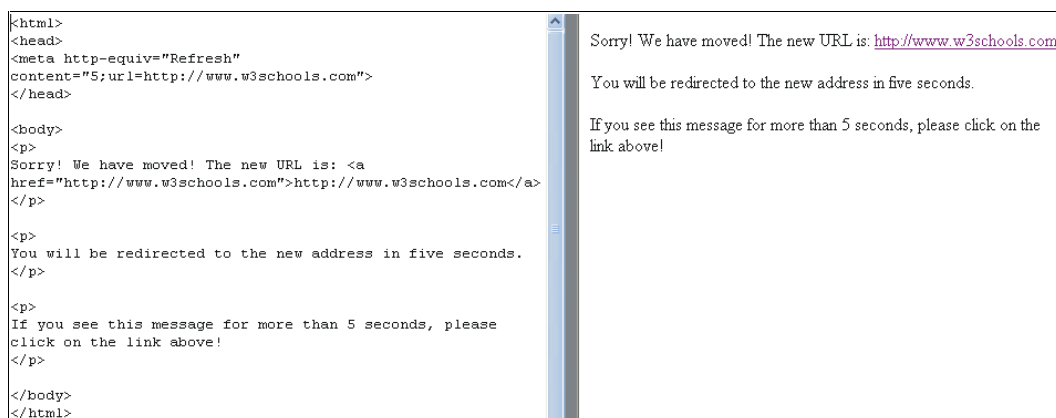 <html>
<head>
<meta http-equiv="Refresh"
content="5;url=http://www.w3schools.com">
</head>
<body>
<p>
Sorry! We have moved! The new URL is: <a
href="http://www.w3schools.com">http://www.w3schools.com</a>
</p>
<p>
You will be redirected to the new address in five seconds.
</p>
<p>
If you see this message for more than 5 seconds, please
click on the link above!
</p>
</body>
</html>
Sorry! We have moved! The new URL is: http://www.w3schools.com
You will be redirected to the new address in five seconds.
If you see this message for more than 5 seconds, please click on the
link above!